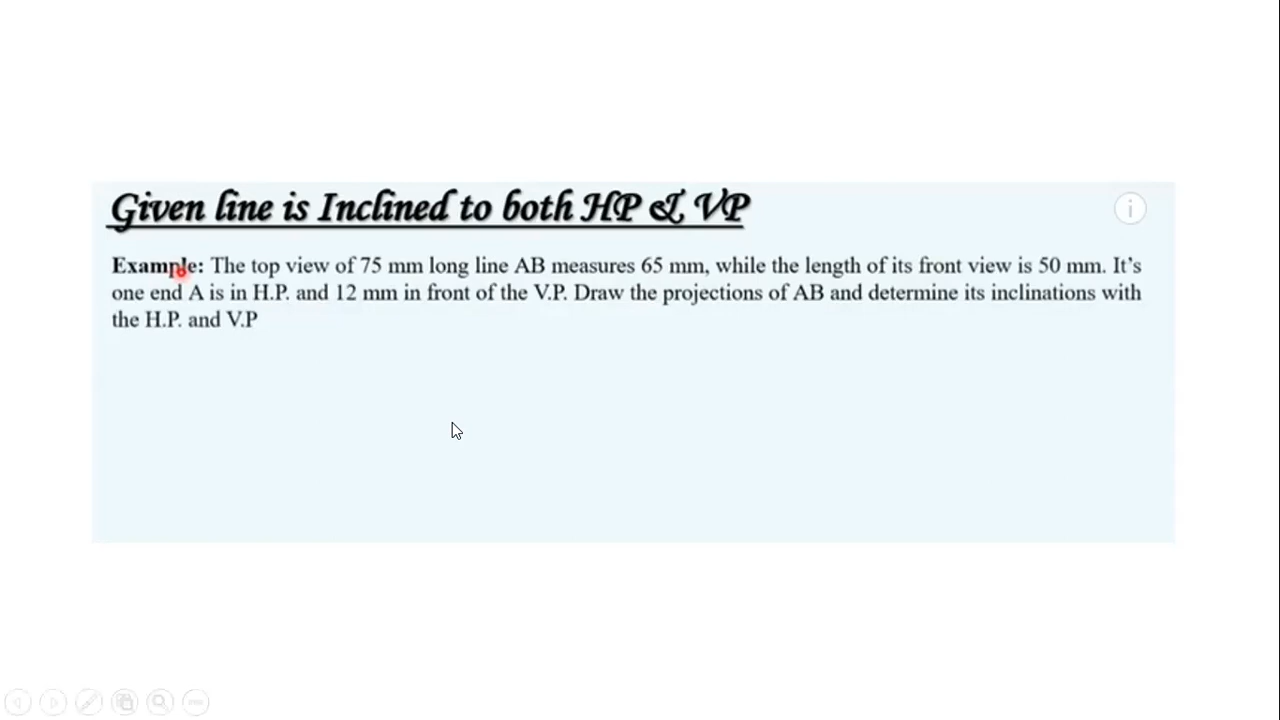 Given line is Inclined to both HP & VP
Example: The top view of 75 mm long line AB measures 65 mm, while the length of its front view is 50 mm. It's
one end A is in H.P. and 12 mm in front of the V.P. Draw the projections of AB and determine its inclinations with
the H.P. and V.P